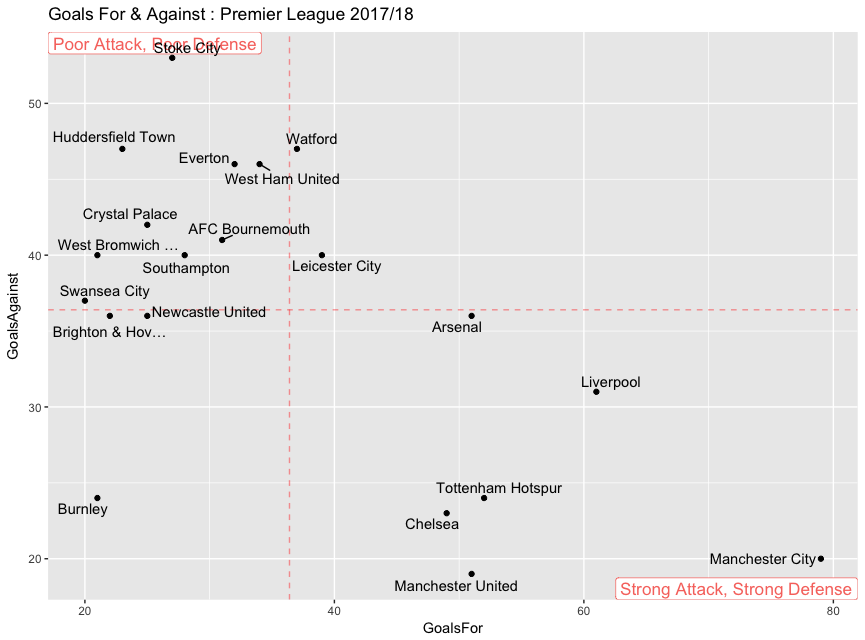 Goals For & Against : Premier League 2017/18
Poor Attack, Poor Defense
Stoke City
50
Huddersfield Town
Watford
Everton
West Ham United
Crystal Palace
AFC Bournemouth
West Bromwich …
40
Southampton
Leicester City
Swansea City
Newcastle United
Brighton & Hov…
Arsenal
GoalsAgainst
Liverpool
30
Tottenham Hotspur
Burnley
Chelsea
20
Manchester City
Manchester United
Strong Attack, Strong Defense
20
40
60
80
GoalsFor